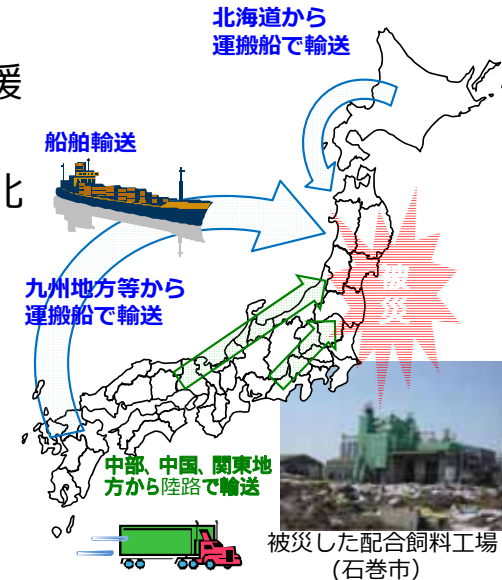 北海道から
運搬船で輸送
援
船舶輸送
北
九州地方等から
運搬船で輸送
被
災
中部、中国、関東地
方から陸路で輸送
被災した配合飼料工場
(石巻市)